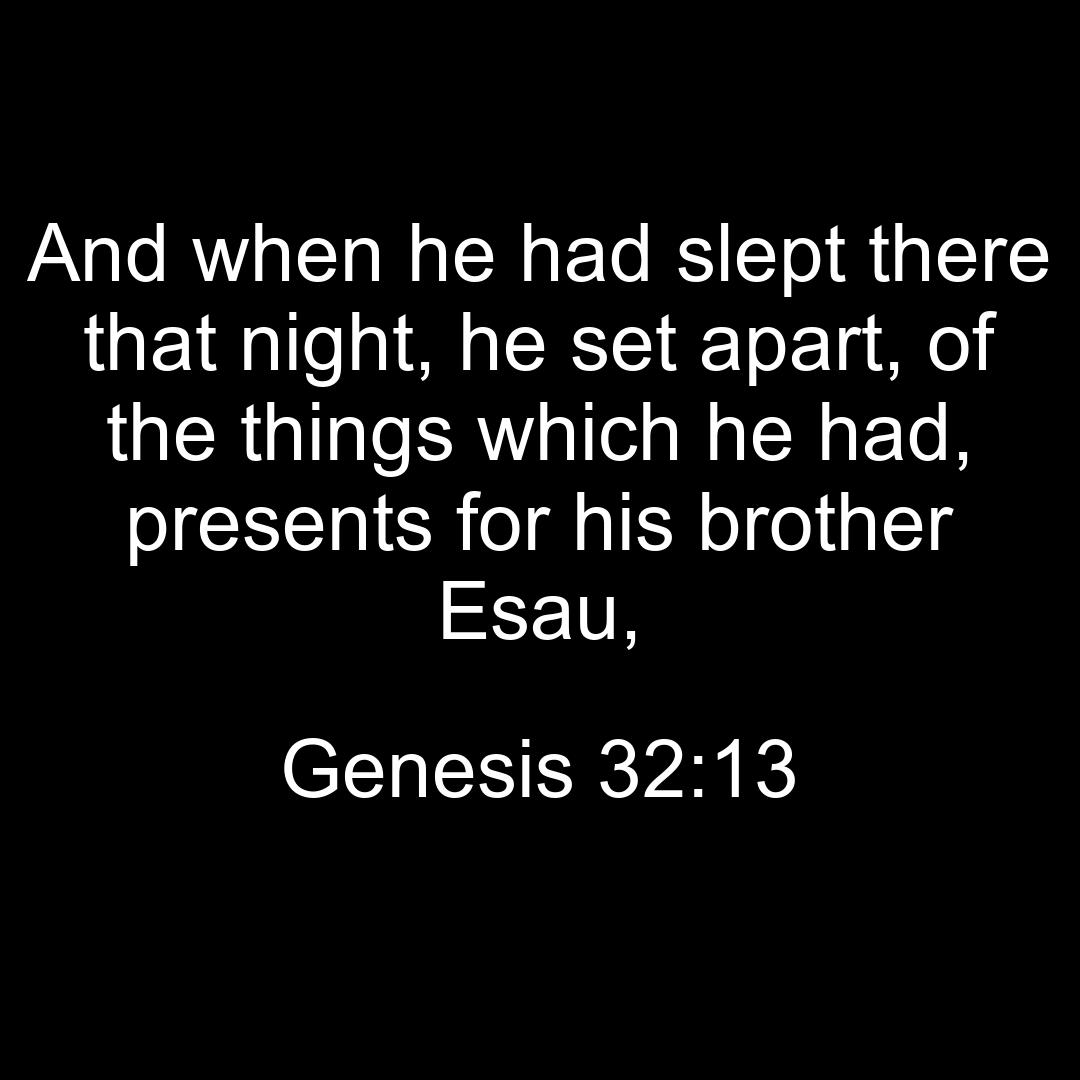 And when he had slept there
that night, he set apart, of
the things which he had,
presents for his brother
Esau,
Genesis 32:13